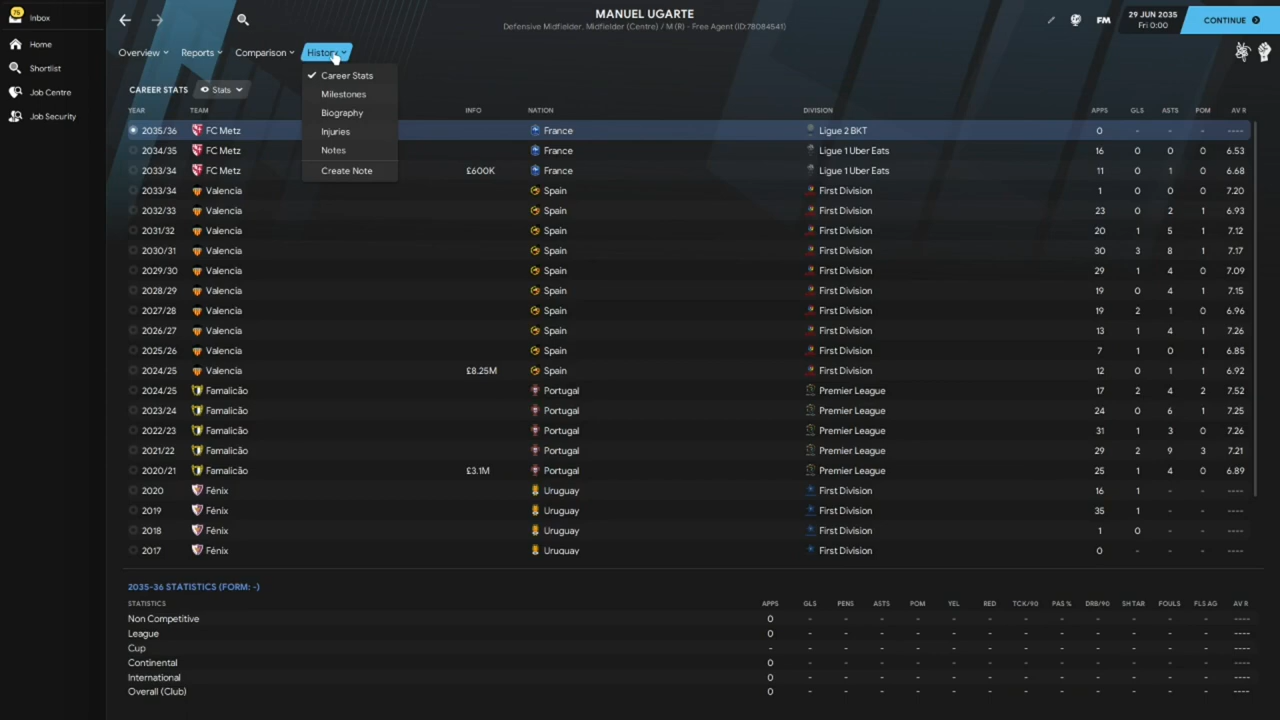 75
Inbox
Home
Shortlist
Job Centre
Job Security
MANUEL UGARTE
Defensive Midfielder, Midfielder (Centre) / M (R) - Free Agent (ID:78084541)
FM
29 JUN 2035
Fri 0:00
CONTINUE
Overview Reports Comparison History
Career Stats
Milestones
Biography
Injuries
Notes
Create Note
CAREER STATS Stats
YEAR TEAM INFO NATION DIVISION APPS GLS ASTS POM AV R
2035/36 FC Metz France Ligue 2 BKT 0 - - - ----
2034/35 FC Metz France Ligue 1 Uber Eats 16 0 0 0 6.53
2033/34 FC Metz £600K France Ligue 1 Uber Eats 11 0 1 0 6.68
2033/34 Valencia Spain First Division 1 0 0 0 7.20
2032/33 Valencia Spain First Division 23 0 2 1 6.93
2031/32 Valencia Spain First Division 20 1 5 1 7.12
2030/31 Valencia Spain First Division 30 3 8 1 7.17
2029/30 Valencia Spain First Division 29 1 4 0 7.09
2028/29 Valencia Spain First Division 19 0 4 1 7.15
2027/28 Valencia Spain First Division 19 2 1 0 6.96
2026/27 Valencia Spain First Division 13 1 4 1 7.26
2025/26 Valencia Spain First Division 7 1 0 1 6.85
2024/25 Valencia £8.25M Spain First Division 12 0 1 1 6.92
2024/25 Famalicão Portugal Premier League 17 2 4 2 7.52
2023/24 Famalicão Portugal Premier League 24 0 6 1 7.25
2022/23 Famalicão Portugal Premier League 31 1 3 0 7.26
2021/22 Famalicão Portugal Premier League 29 2 9 3 7.21
2020/21 Famalicão £3.1M Portugal Premier League 25 1 4 0 6.89
2020 Fénix Uruguay First Division 16 1 - - ----
2019 Fénix Uruguay First Division 35 1 - - ----
2018 Fénix Uruguay First Division 1 0 - - ----
2017 Fénix Uruguay First Division 0 - - - ----
2035-36 STATISTICS (FORM: -)
STATISTICS APPS GLS PENS ASTS POM YEL RED TCK/90 PAS % DRB/90 SH TAR FOULS FLS AG AV R
Non Competitive 0 - - - - - - - - - - - - ----
League 0 - - - - - - - - - - - - ----
Cup - - - - - - - - - - - - - ----
Continental 0 - - - - - - - - - - - - ----
International 0 - - - - - - - - - - - - ----
Overall (Club) 0 - - - - - - - - - - - - ----